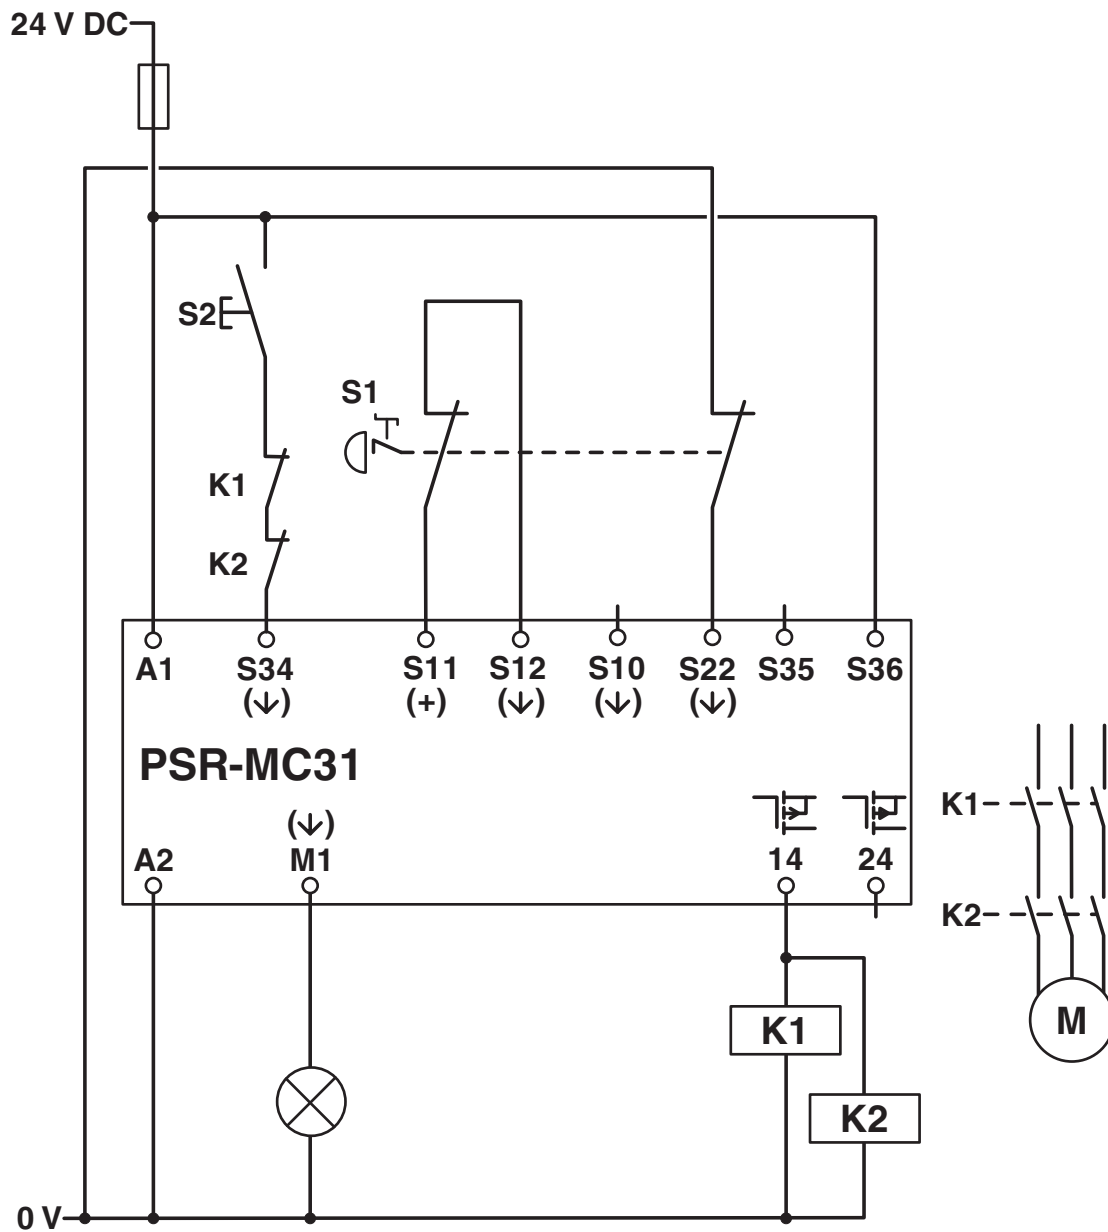 24 V DC
S2
S1
K1
K2
A1 S34 S11 S12 S10 S22 S35 S36
(↓) (+) (↓) (↓) (↓)
PSR-MC31
(↓)
A2 M1 14 24
K1
K2
M
K1
K2
0 V